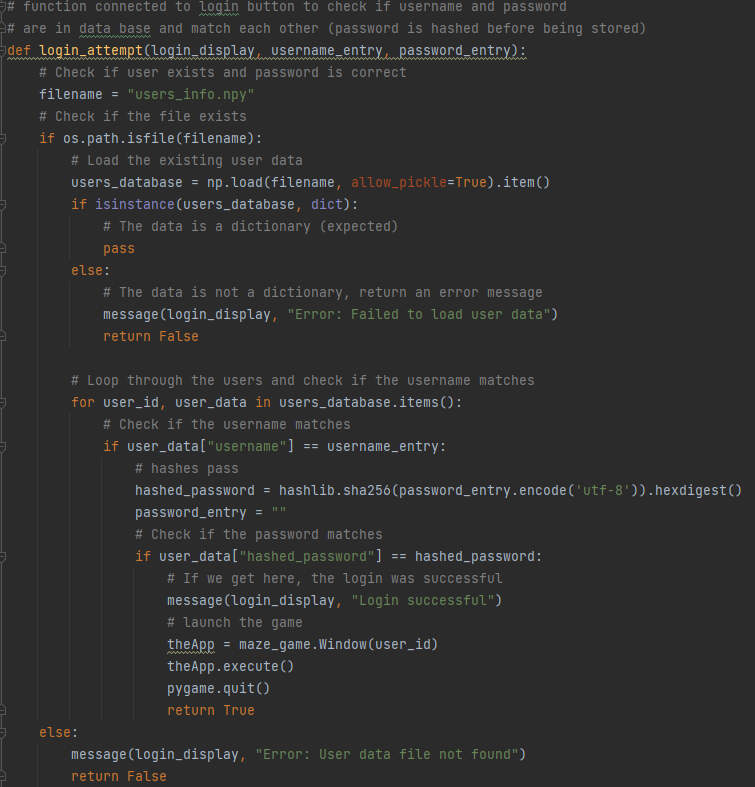 # function connected to login button to check if username and password
# are in data base and match each other (password is hashed before being stored)
def login_attempt(login_display, username_entry, password_entry):
    # Check if user exists and password is correct
    filename = "users_info.npy"
    # Check if the file exists
    if os.path.isfile(filename):
        # Load the existing user data
        users_database = np.load(filename, allow_pickle=True).item()
        if isinstance(users_database, dict):
            # The data is a dictionary (expected)
            pass
        else:
            # The data is not a dictionary, return an error message
            message(login_display, "Error: Failed to load user data")
            return False

        # Loop through the users and check if the username matches
        for user_id, user_data in users_database.items():
            # Check if the username matches
            if user_data["username"] == username_entry:
                # hashes pass
                hashed_password = hashlib.sha256(password_entry.encode('utf-8')).hexdigest()
                password_entry = ""
                # Check if the password matches
                if user_data["hashed_password"] == hashed_password:
                    # If we get here, the login was successful
                    message(login_display, "Login successful")
                    # launch the game
                    theApp = maze_game.Window(user_id)
                    theApp.execute()
                    pygame.quit()
                    return True
    else:
        message(login_display, "Error: User data file not found")
        return False